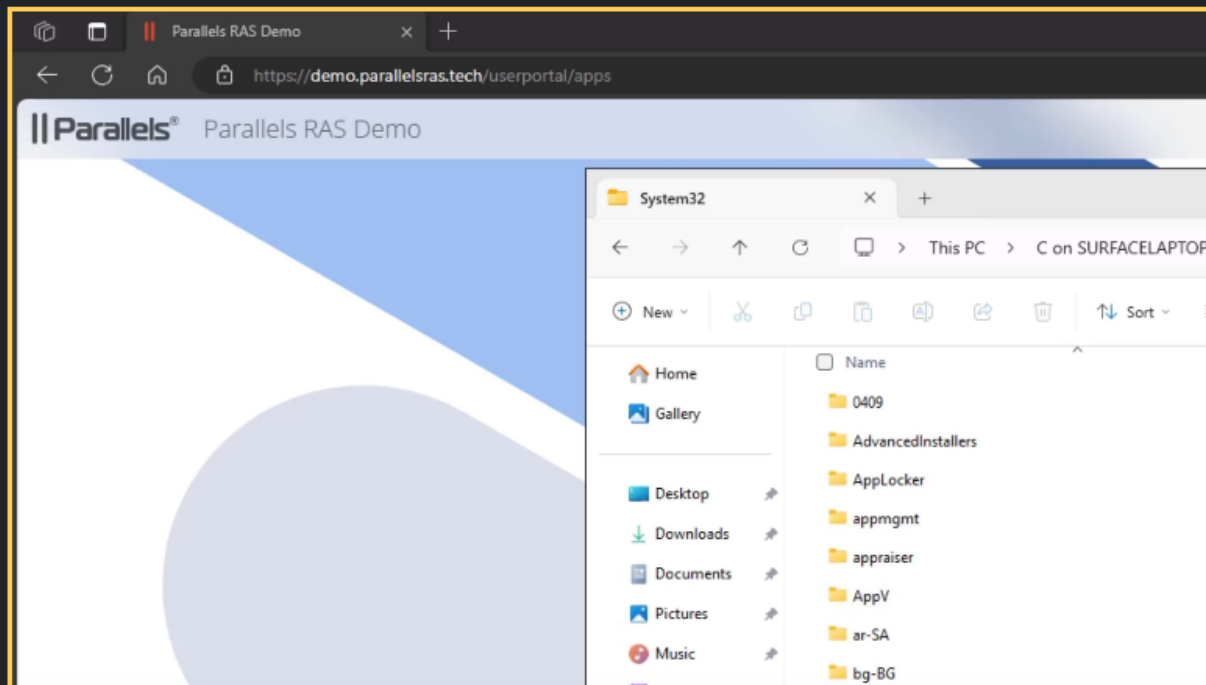 Parallels RAS Demo
https://demo.parallelsras.tech/userportal/apps
Parallels® Parallels RAS Demo
System32
This PC > C on SURFACELAPTOP
New Sort
Name
Home
0409
Gallery
AdvancedInstallers
AppLocker
Desktop
appmgmt
Downloads
appraiser
Documents
AppV
Pictures
ar-SA
Music
bg-BG